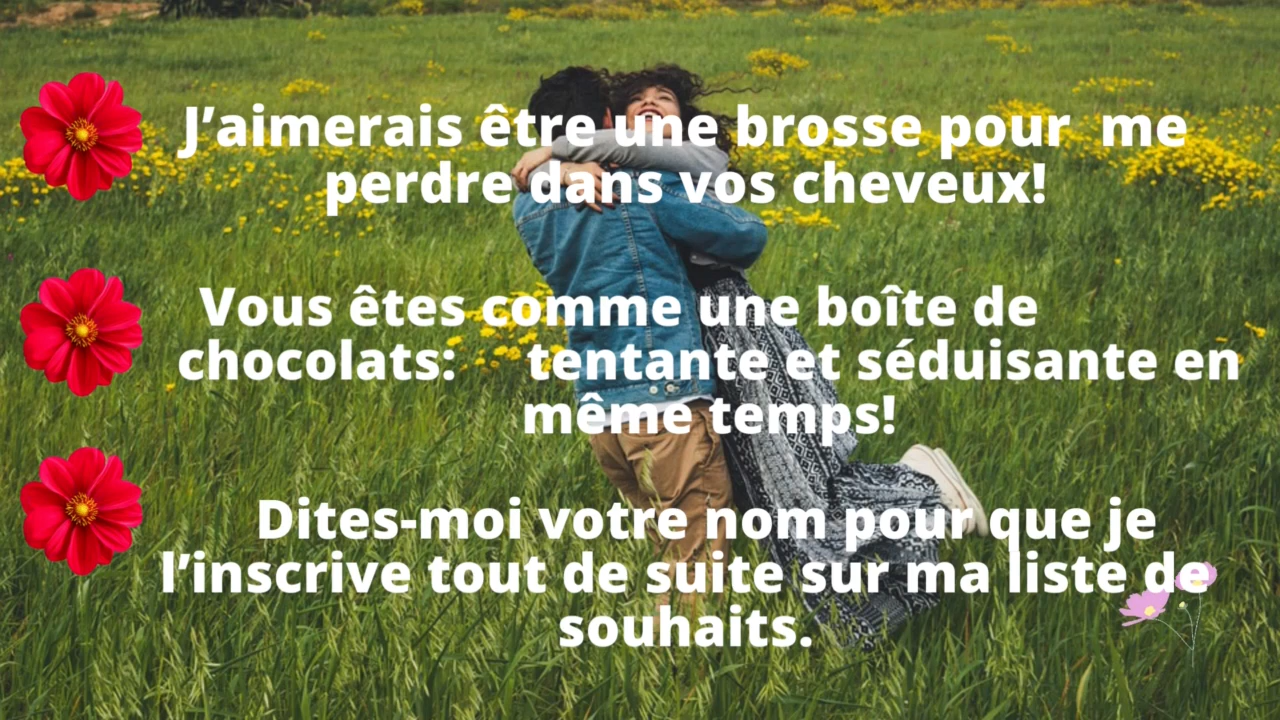 J’aimerais être une brosse pour me
perdre dans vos cheveux!
Vous êtes comme une boîte de
chocolats: tentante et séduisante en
même temps!
Dites-moi votre nom pour que je
l’inscrive tout de suite sur ma liste de
souhaits.